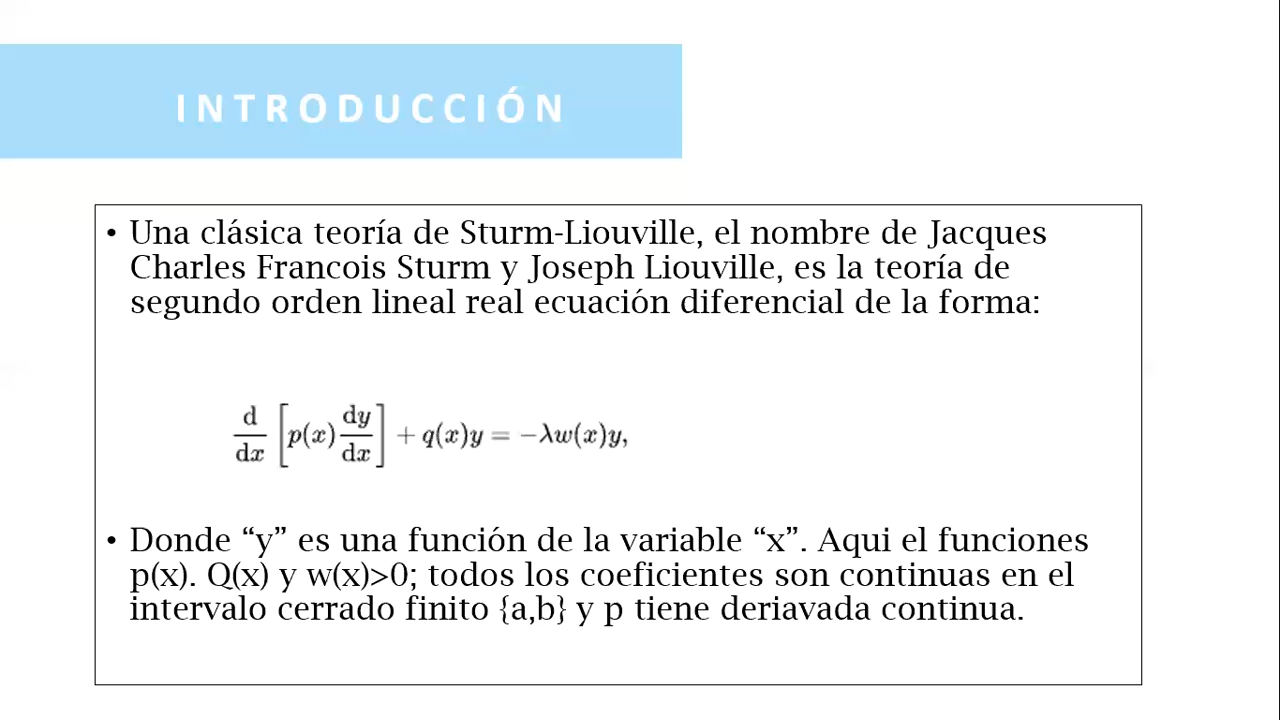 INTRODUCCIÓN
• Una clásica teoría de Sturm-Liouville, el nombre de Jacques
Charles Francois Sturm y Joseph Liouville, es la teoría de
segundo orden lineal real ecuación diferencial de la forma:
d/dx [p(x) dy/dx] + q(x)y = −λw(x)y,
• Donde “y” es una función de la variable “x”. Aqui el funciones
p(x). Q(x) y w(x)>0; todos los coeficientes son continuas en el
intervalo cerrado finito {a,b} y p tiene deriavada continua.